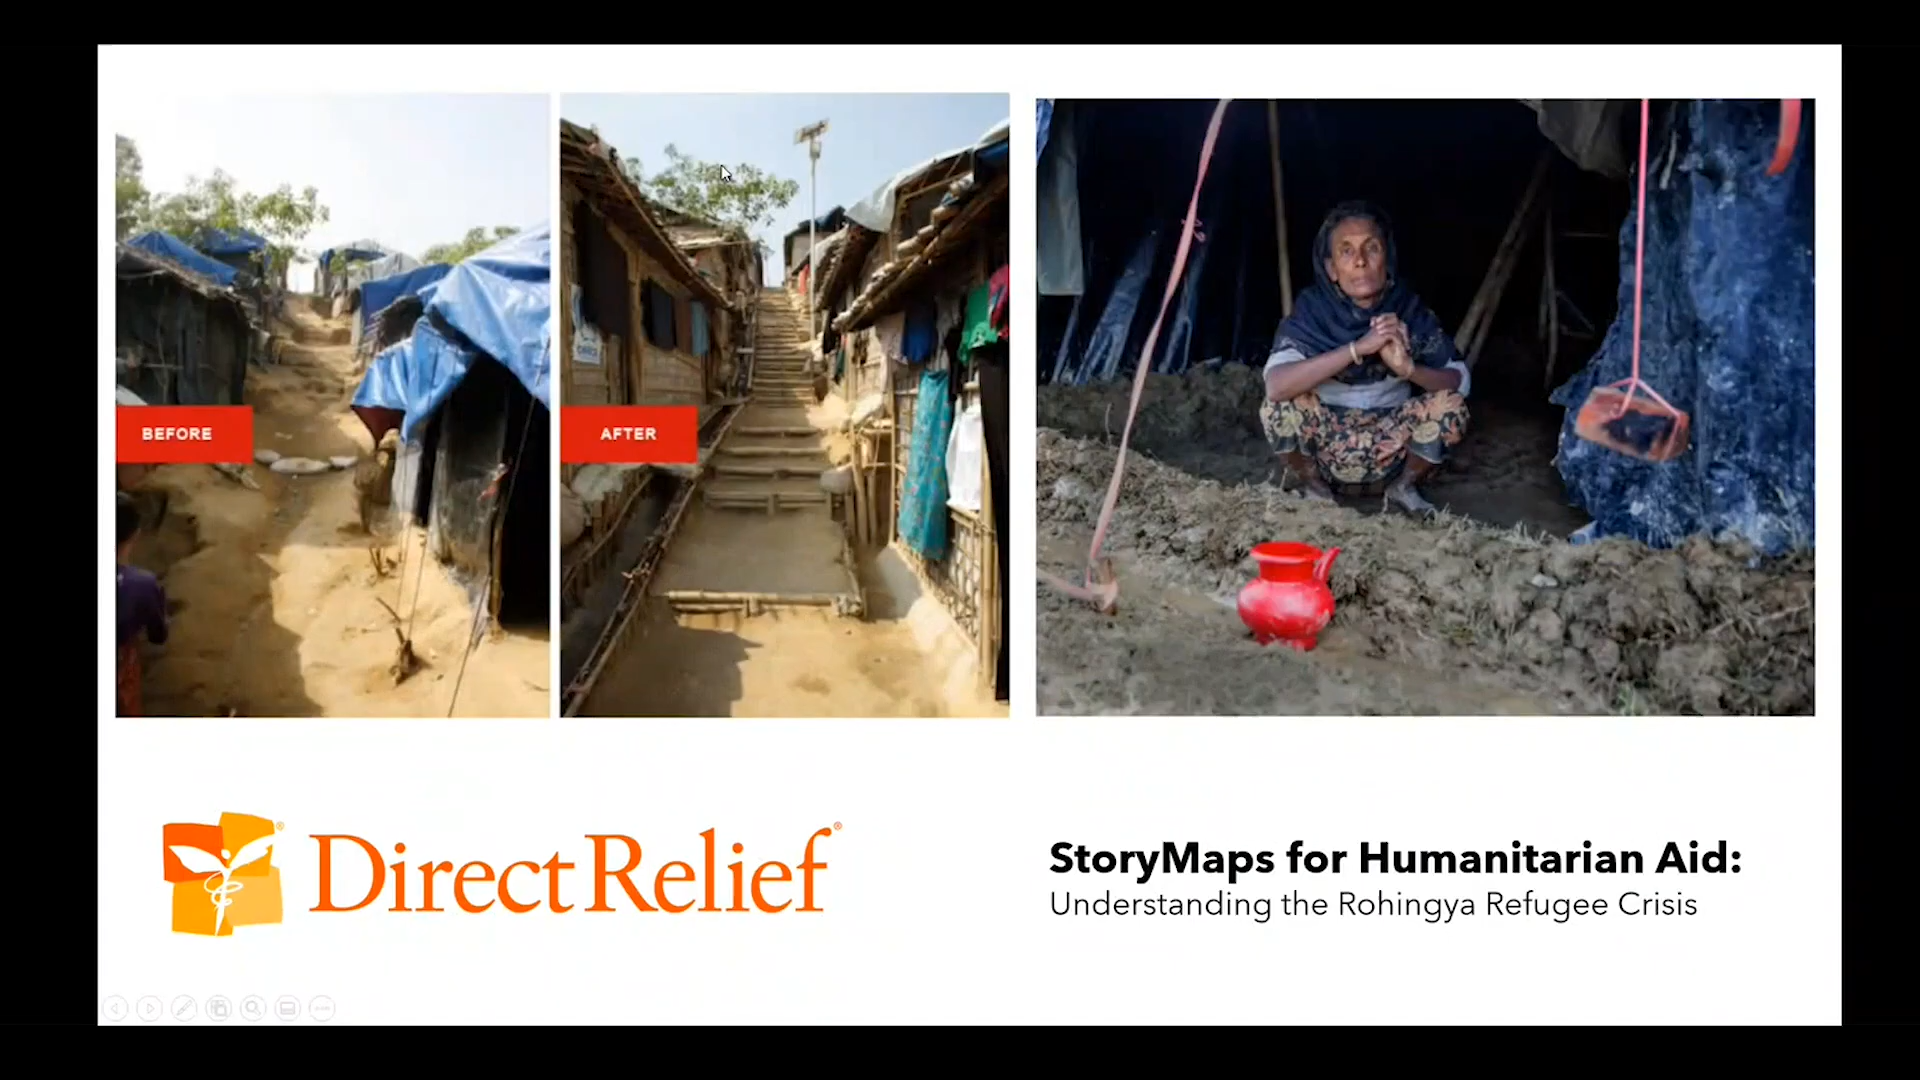 BEFORE
AFTER
DirectRelief®
StoryMaps for Humanitarian Aid:
Understanding the Rohingya Refugee Crisis